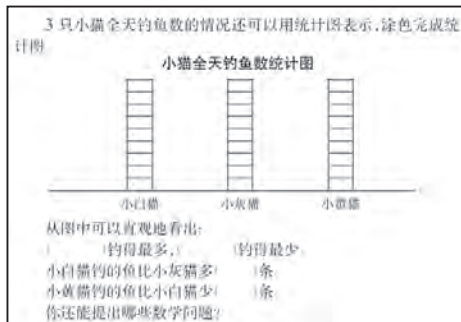 3 只小猫全天钓鱼数的情况还可以用统计图表示,涂色完成统
计图
小猫全天钓鱼数统计图
小白猫 小灰猫 小黄猫
从图中可以直观地看出:
( )钓得最多,( )钓得最少
小白猫钓的鱼比小灰猫多( )条
小黄猫钓的鱼比小白猫少( )条
你还能提出哪些数学问题?